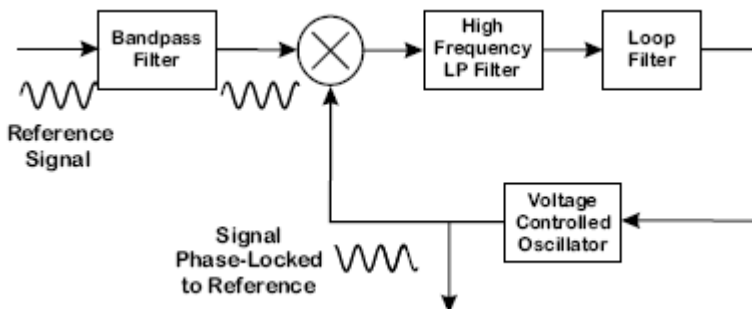 Bandpass
Filter
High
Frequency
LP Filter
Loop
Filter
Reference
Signal
Voltage
Controlled
Oscillator
Signal
Phase-Locked
to Reference